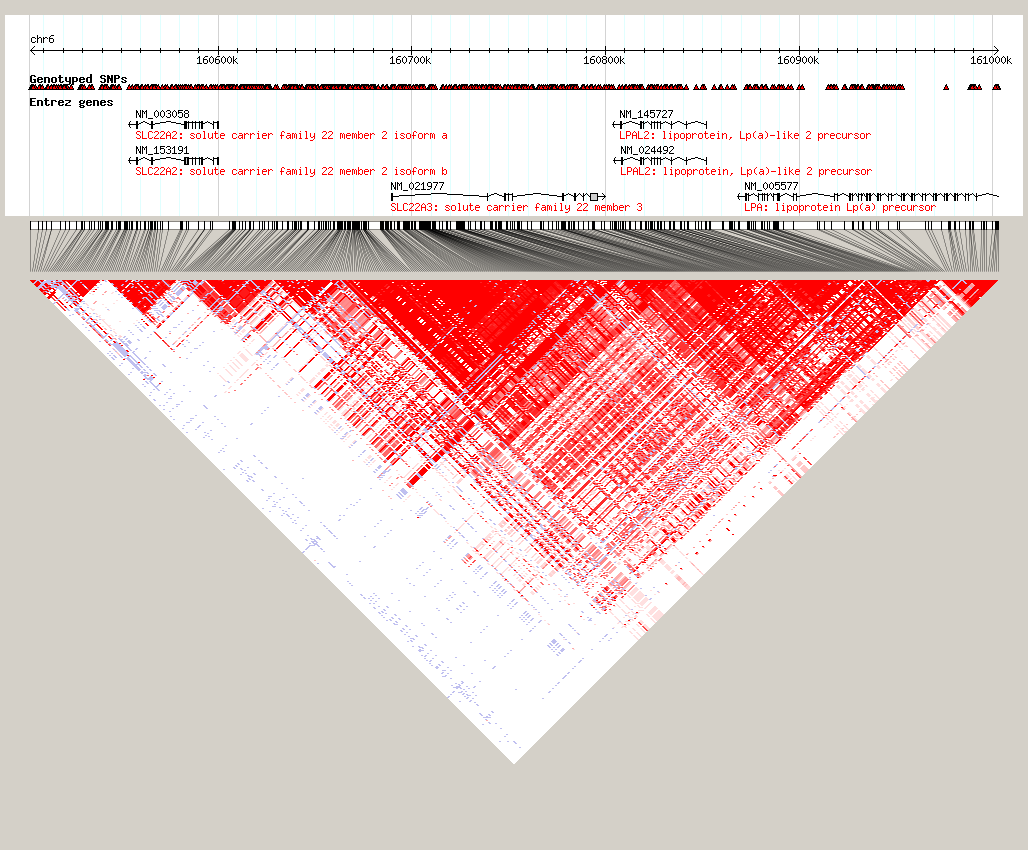 chr6
160600k 160700k 160800k 160900k 161000k
Genotyped SNPs
Entrez genes
NM_003058 NM_145727
SLC22A2: solute carrier family 22 member 2 isoform a LPAL2: lipoprotein, Lp(a)-like 2 precursor
NM_153191 NM_024492
SLC22A2: solute carrier family 22 member 2 isoform b LPAL2: lipoprotein, Lp(a)-like 2 precursor
NM_021977 NM_005577
SLC22A3: solute carrier family 22 member 3 LPA: lipoprotein Lp(a) precursor